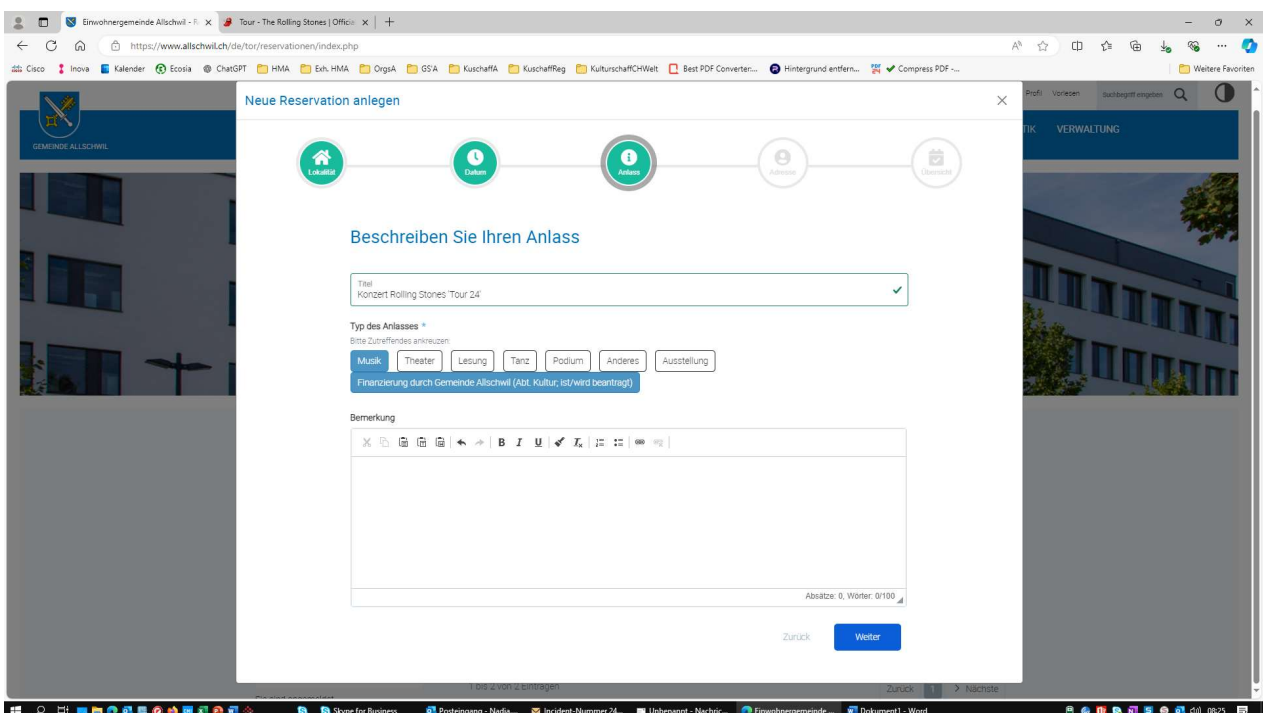 Einwohnergemeinde Allschwil - R
Tour - The Rolling Stones | Officia
https://www.allschwil.ch/de/tor/reservationen/index.php
Cisco Inova Kalender Ecosia ChatGPT HMA Exh. HMA OrgsA GS'A KuschaffA KuschaffReg KulturschaffCHWelt Best PDF Converter:... Hintergrund entfern... Compress PDF -... Weitere Favoriten
Neue Reservation anlegen
Profil Vorlesen Suchbegriff eingeben
TIK VERWALTUNG
GEMEINDE ALLSCHWIL
Lokalität
Datum
Anlass
Adresse
Übersicht
Beschreiben Sie Ihren Anlass
Titel
Konzert Rolling Stones 'Tour 24'
Typ des Anlasses *
Bitte Zutreffendes ankreuzen:
Musik Theater Lesung Tanz Podium Anderes Ausstellung
Finanzierung durch Gemeinde Allschwil (Abt. Kultur; ist/wird beantragt)
Bemerkung
B I U
Absätze: 0, Wörter: 0/100
Zurück Weiter
Sie sind angemeldet
1 bis 2 von 2 Einträgen
Zurück 1 Nächste
Skype for Business Posteingang - Nadja... Incident-Nummer 24... Unbenannt - Nachric... Einwohnergemeinde ... Dokument1 - Word 08:25